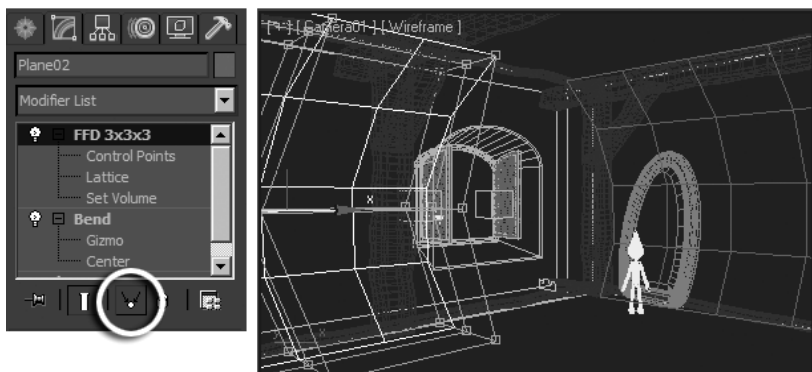 Plane02
Modifier List
FFD 3x3x3
Control Points
Lattice
Set Volume
Bend
Gizmo
Center
[ + ] [ Camera01 ] [ Wireframe ]
x